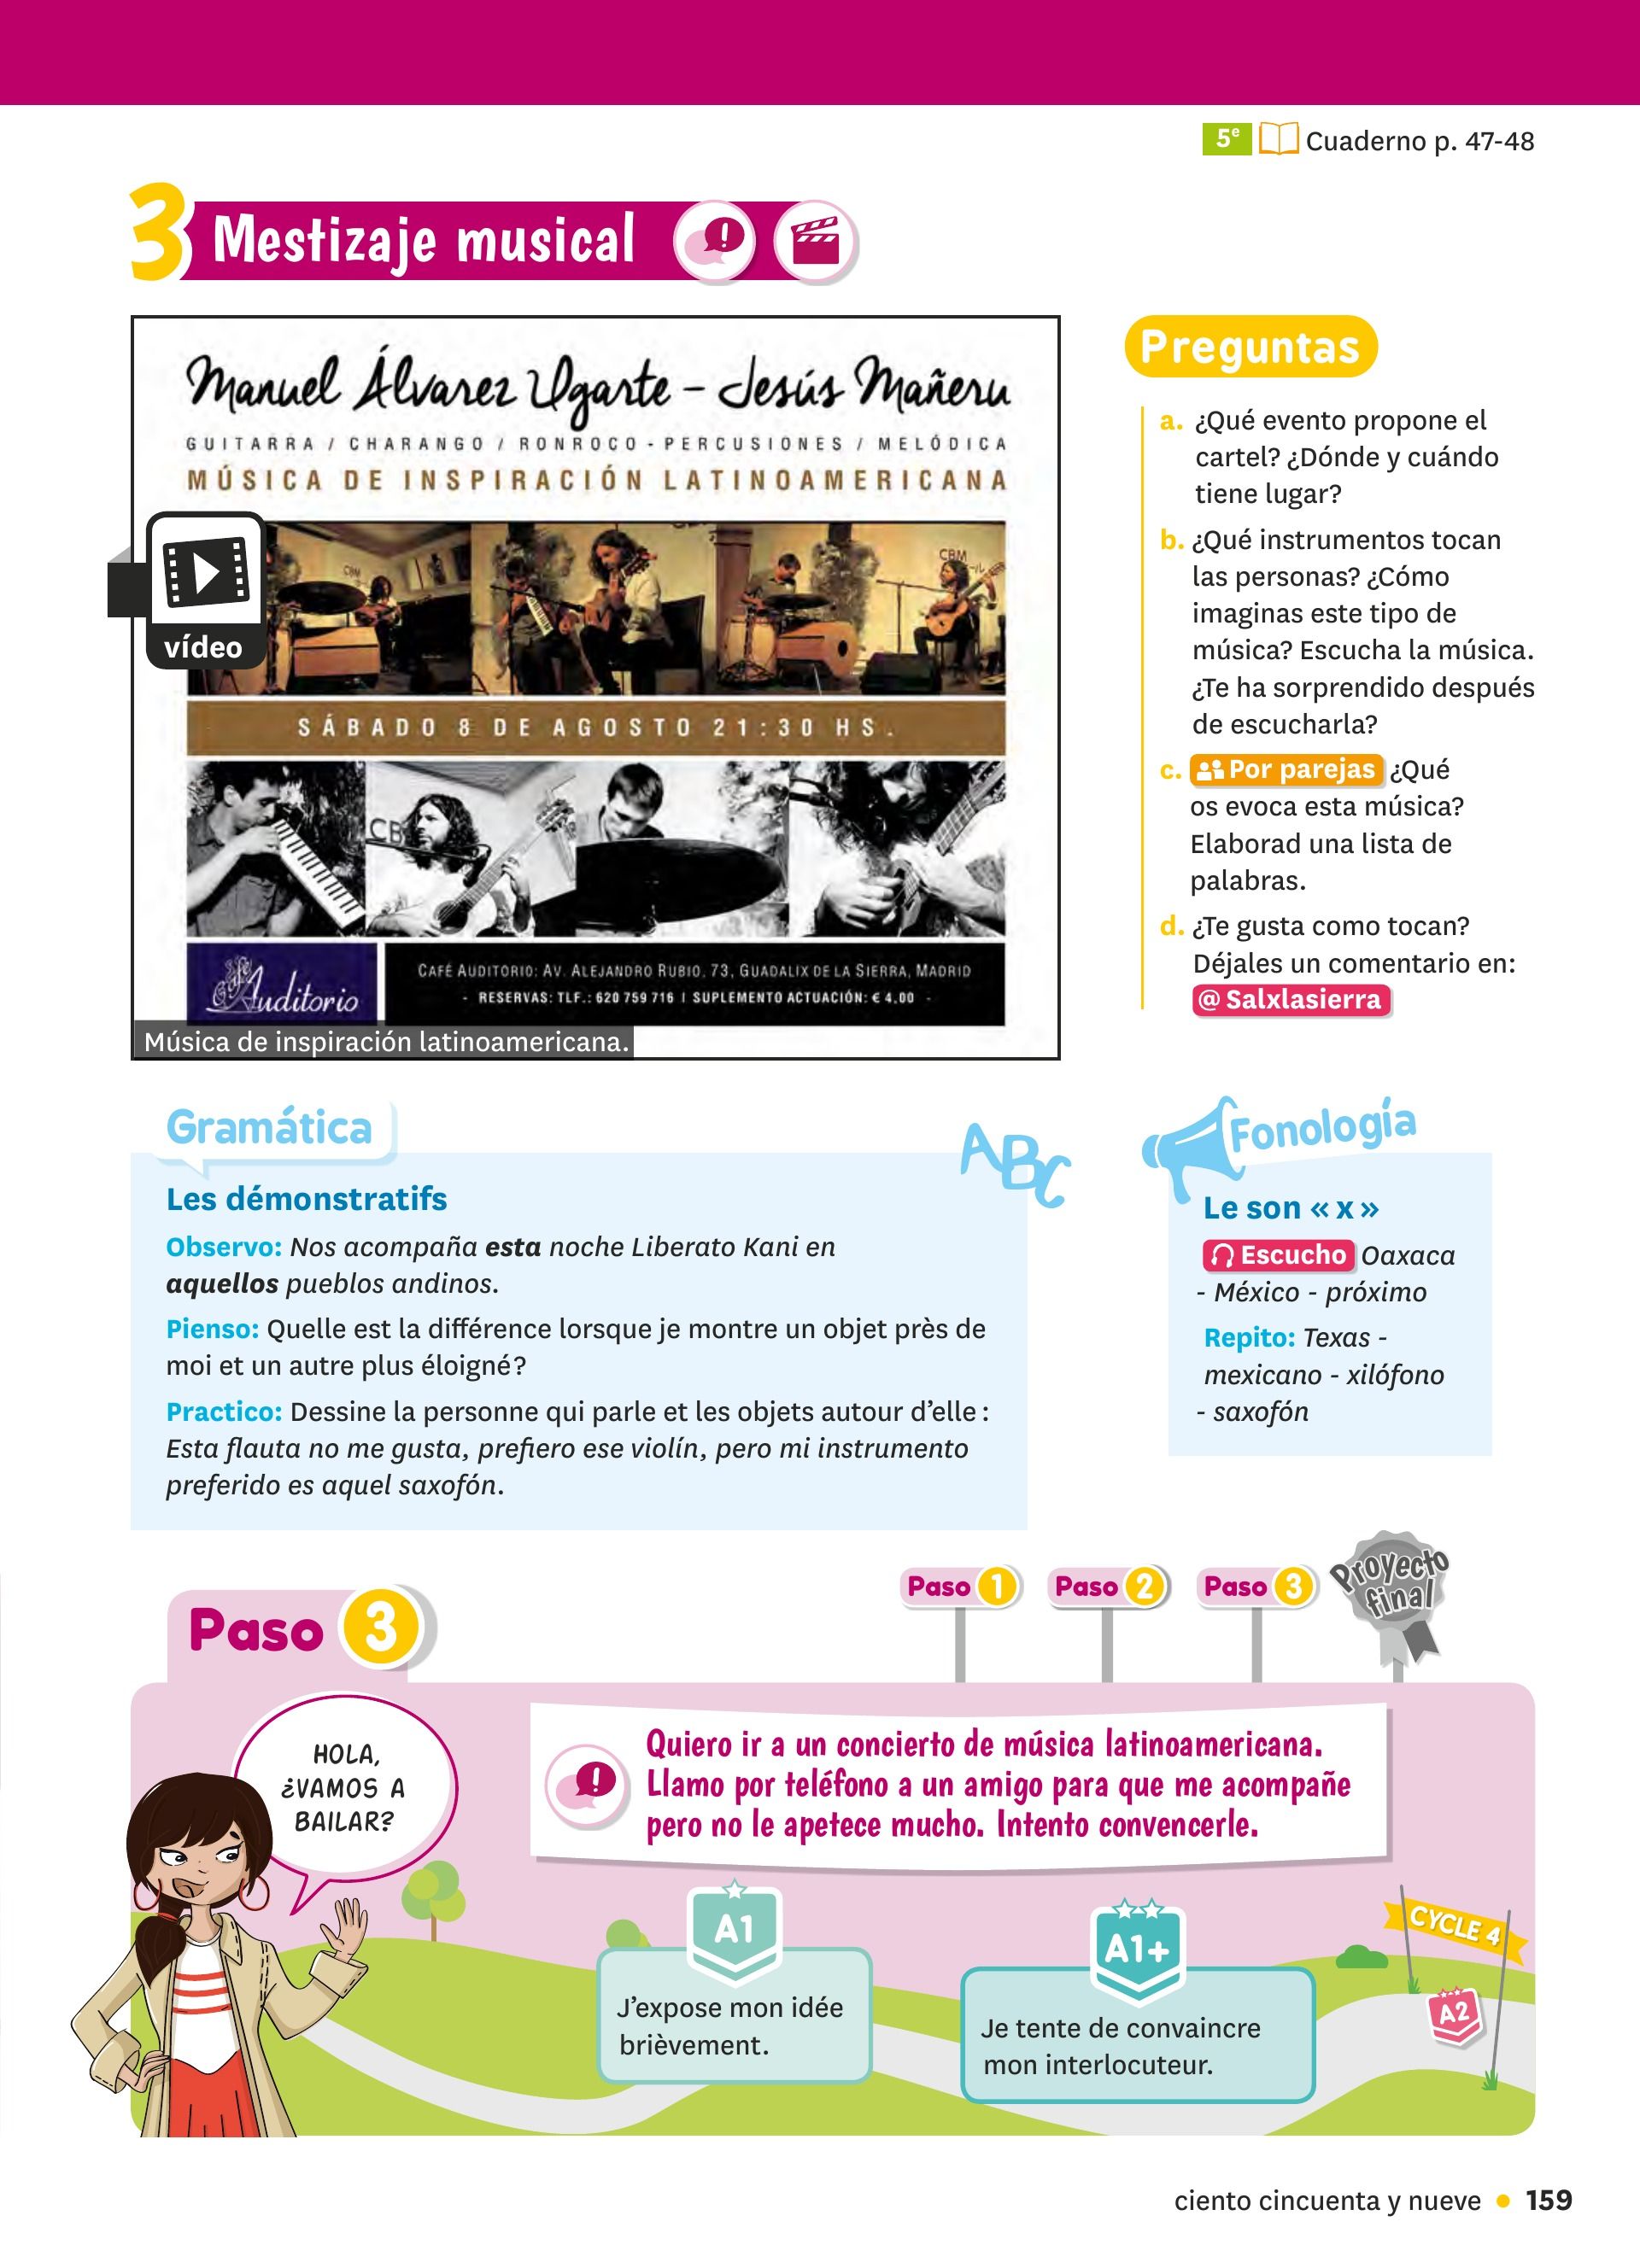 5e Cuaderno p. 47-48
3 Mestizaje musical
Manuel Álvarez Ugarte - Jesús Mañeru
GUITARRA / CHARANGO / RONROCO - PERCUSIONES / MELÓDICA
MÚSICA DE INSPIRACIÓN LATINOAMERICANA
vídeo
SÁBADO 8 DE AGOSTO 21:30 HS.
Auditorio
CAFÉ AUDITORIO: AV. ALEJANDRO RUBIO. 73, GUADALIX DE LA SIERRA, MADRID
- RESERVAS: TLF.: 620 759 716 I SUPLEMENTO ACTUACIÓN: € 4,00 -
Música de inspiración latinoamericana.
Preguntas
a. ¿Qué evento propone el
cartel? ¿Dónde y cuándo
tiene lugar?
b. ¿Qué instrumentos tocan
las personas? ¿Cómo
imaginas este tipo de
música? Escucha la música.
¿Te ha sorprendido después
de escucharla?
c. Por parejas ¿Qué
os evoca esta música?
Elaborad una lista de
palabras.
d. ¿Te gusta como tocan?
Déjales un comentario en:
@ Salxlasierra
Gramática
ABC
Les démonstratifs
Observo: Nos acompaña esta noche Liberato Kani en
aquellos pueblos andinos.
Pienso: Quelle est la différence lorsque je montre un objet près de
moi et un autre plus éloigné?
Practico: Dessine la personne qui parle et les objets autour d'elle :
Esta flauta no me gusta, prefiero ese violín, pero mi instrumento
preferido es aquel saxofón.
Fonología
Le son « x »
Escucho Oaxaca
- México - próximo
Repito: Texas -
mexicano - xilófono
- saxofón
Paso 1 Paso 2 Paso 3 Proyecto
final
Paso 3
HOLA,
¿VAMOS A
BAILAR?
Quiero ir a un concierto de música latinoamericana.
Llamo por teléfono a un amigo para que me acompañe
pero no le apetece mucho. Intento convencerle.
A1
J'expose mon idée
brièvement.
A1+
Je tente de convaincre
mon interlocuteur.
CYCLE 4
A2
ciento cincuenta y nueve • 159